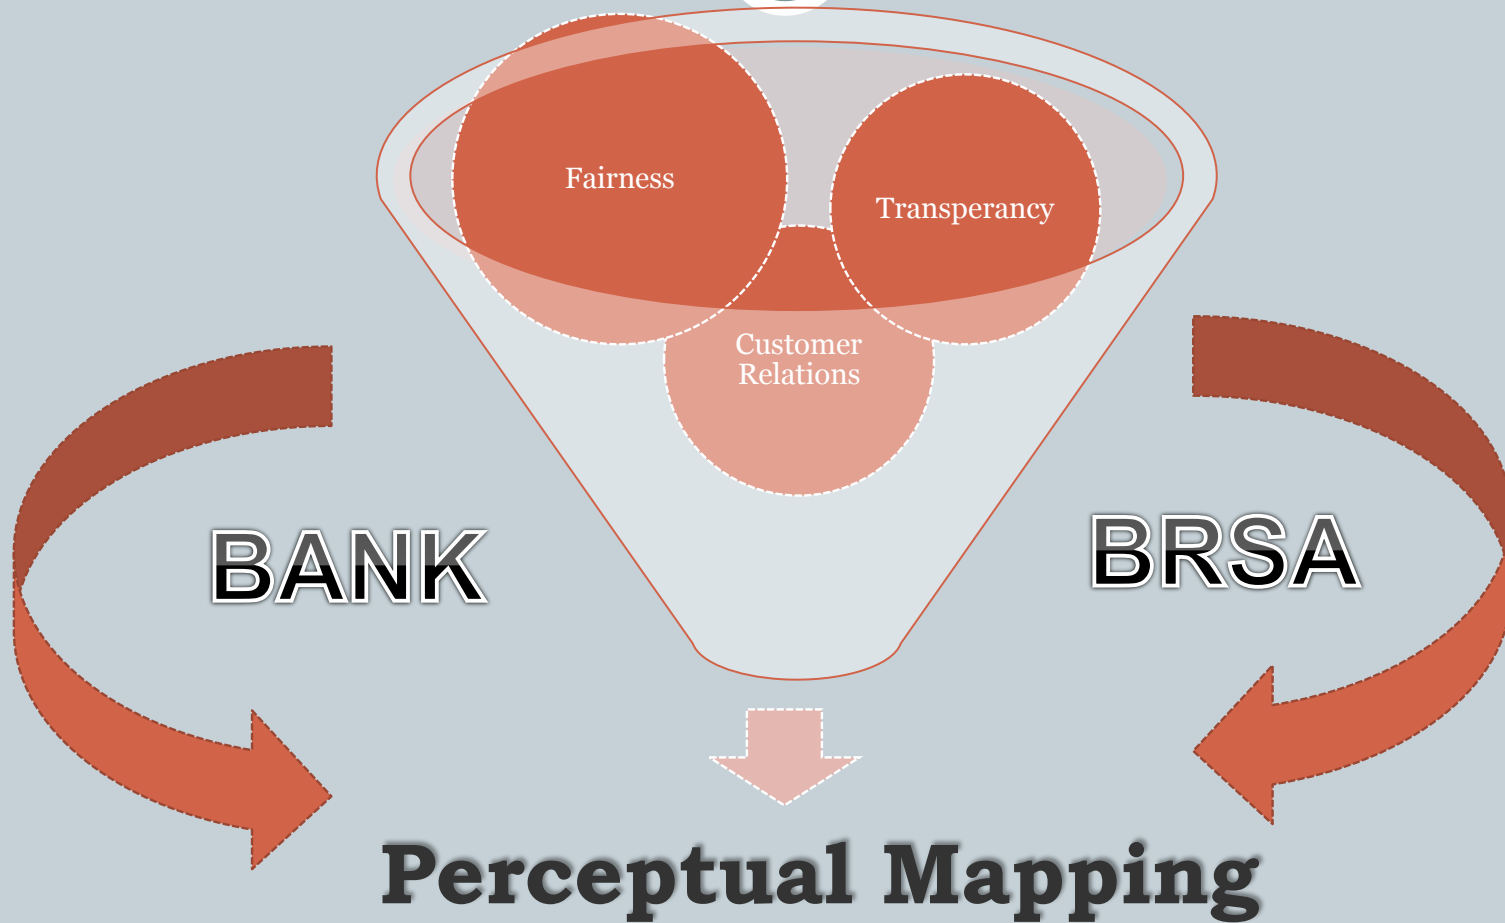 Fairness
Transperancy
Customer
Relations
BANK
BRSA
Perceptual Mapping